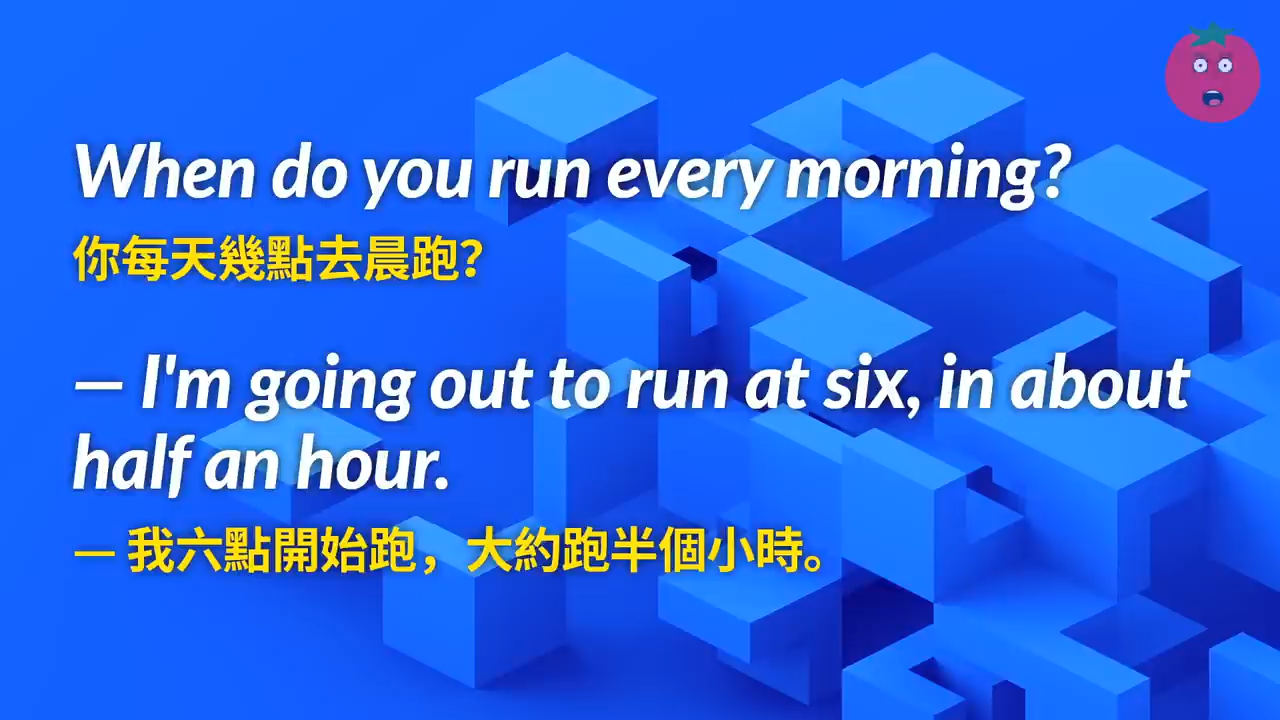 When do you run every morning?
你每天幾點去晨跑？
— I'm going out to run at six, in about
half an hour.
— 我六點開始跑，大約跑半個小時。